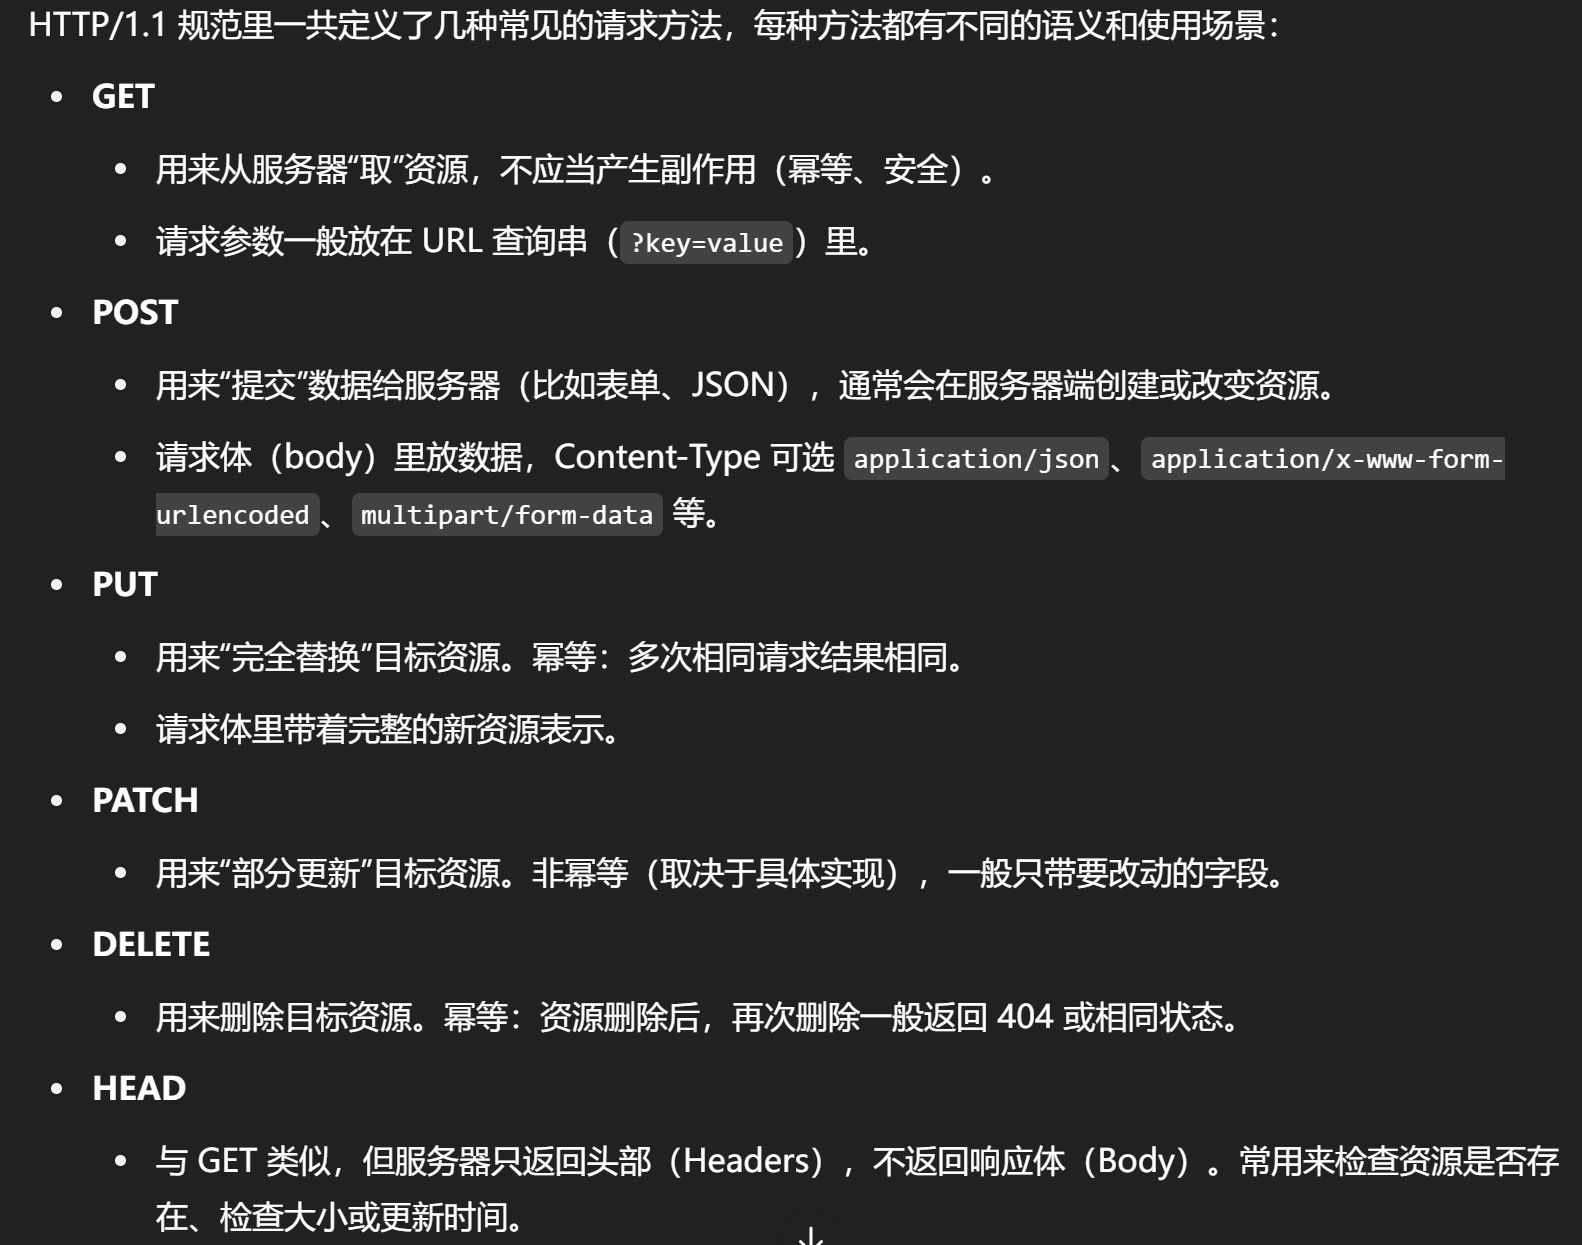 HTTP/1.1 规范里一共定义了几种常见的请求方法，每种方法都有不同的语义和使用场景：
• GET
• 用来从服务器“取”资源，不应当产生副作用（幂等、安全）。
• 请求参数一般放在 URL 查询串（?key=value）里。
• POST
• 用来“提交”数据给服务器（比如表单、JSON），通常会在服务器端创建或改变资源。
• 请求体（body）里放数据，Content-Type 可选 application/json、application/x-www-form-
urlencoded、multipart/form-data 等。
• PUT
• 用来“完全替换”目标资源。幂等：多次相同请求结果相同。
• 请求体里带着完整的新资源表示。
• PATCH
• 用来“部分更新”目标资源。非幂等（取决于具体实现），一般只带要改动的字段。
• DELETE
• 用来删除目标资源。幂等：资源删除后，再次删除一般返回 404 或相同状态。
• HEAD
• 与 GET 类似，但服务器只返回头部（Headers），不返回响应体（Body）。常用来检查资源是否存
在、检查大小或更新时间。